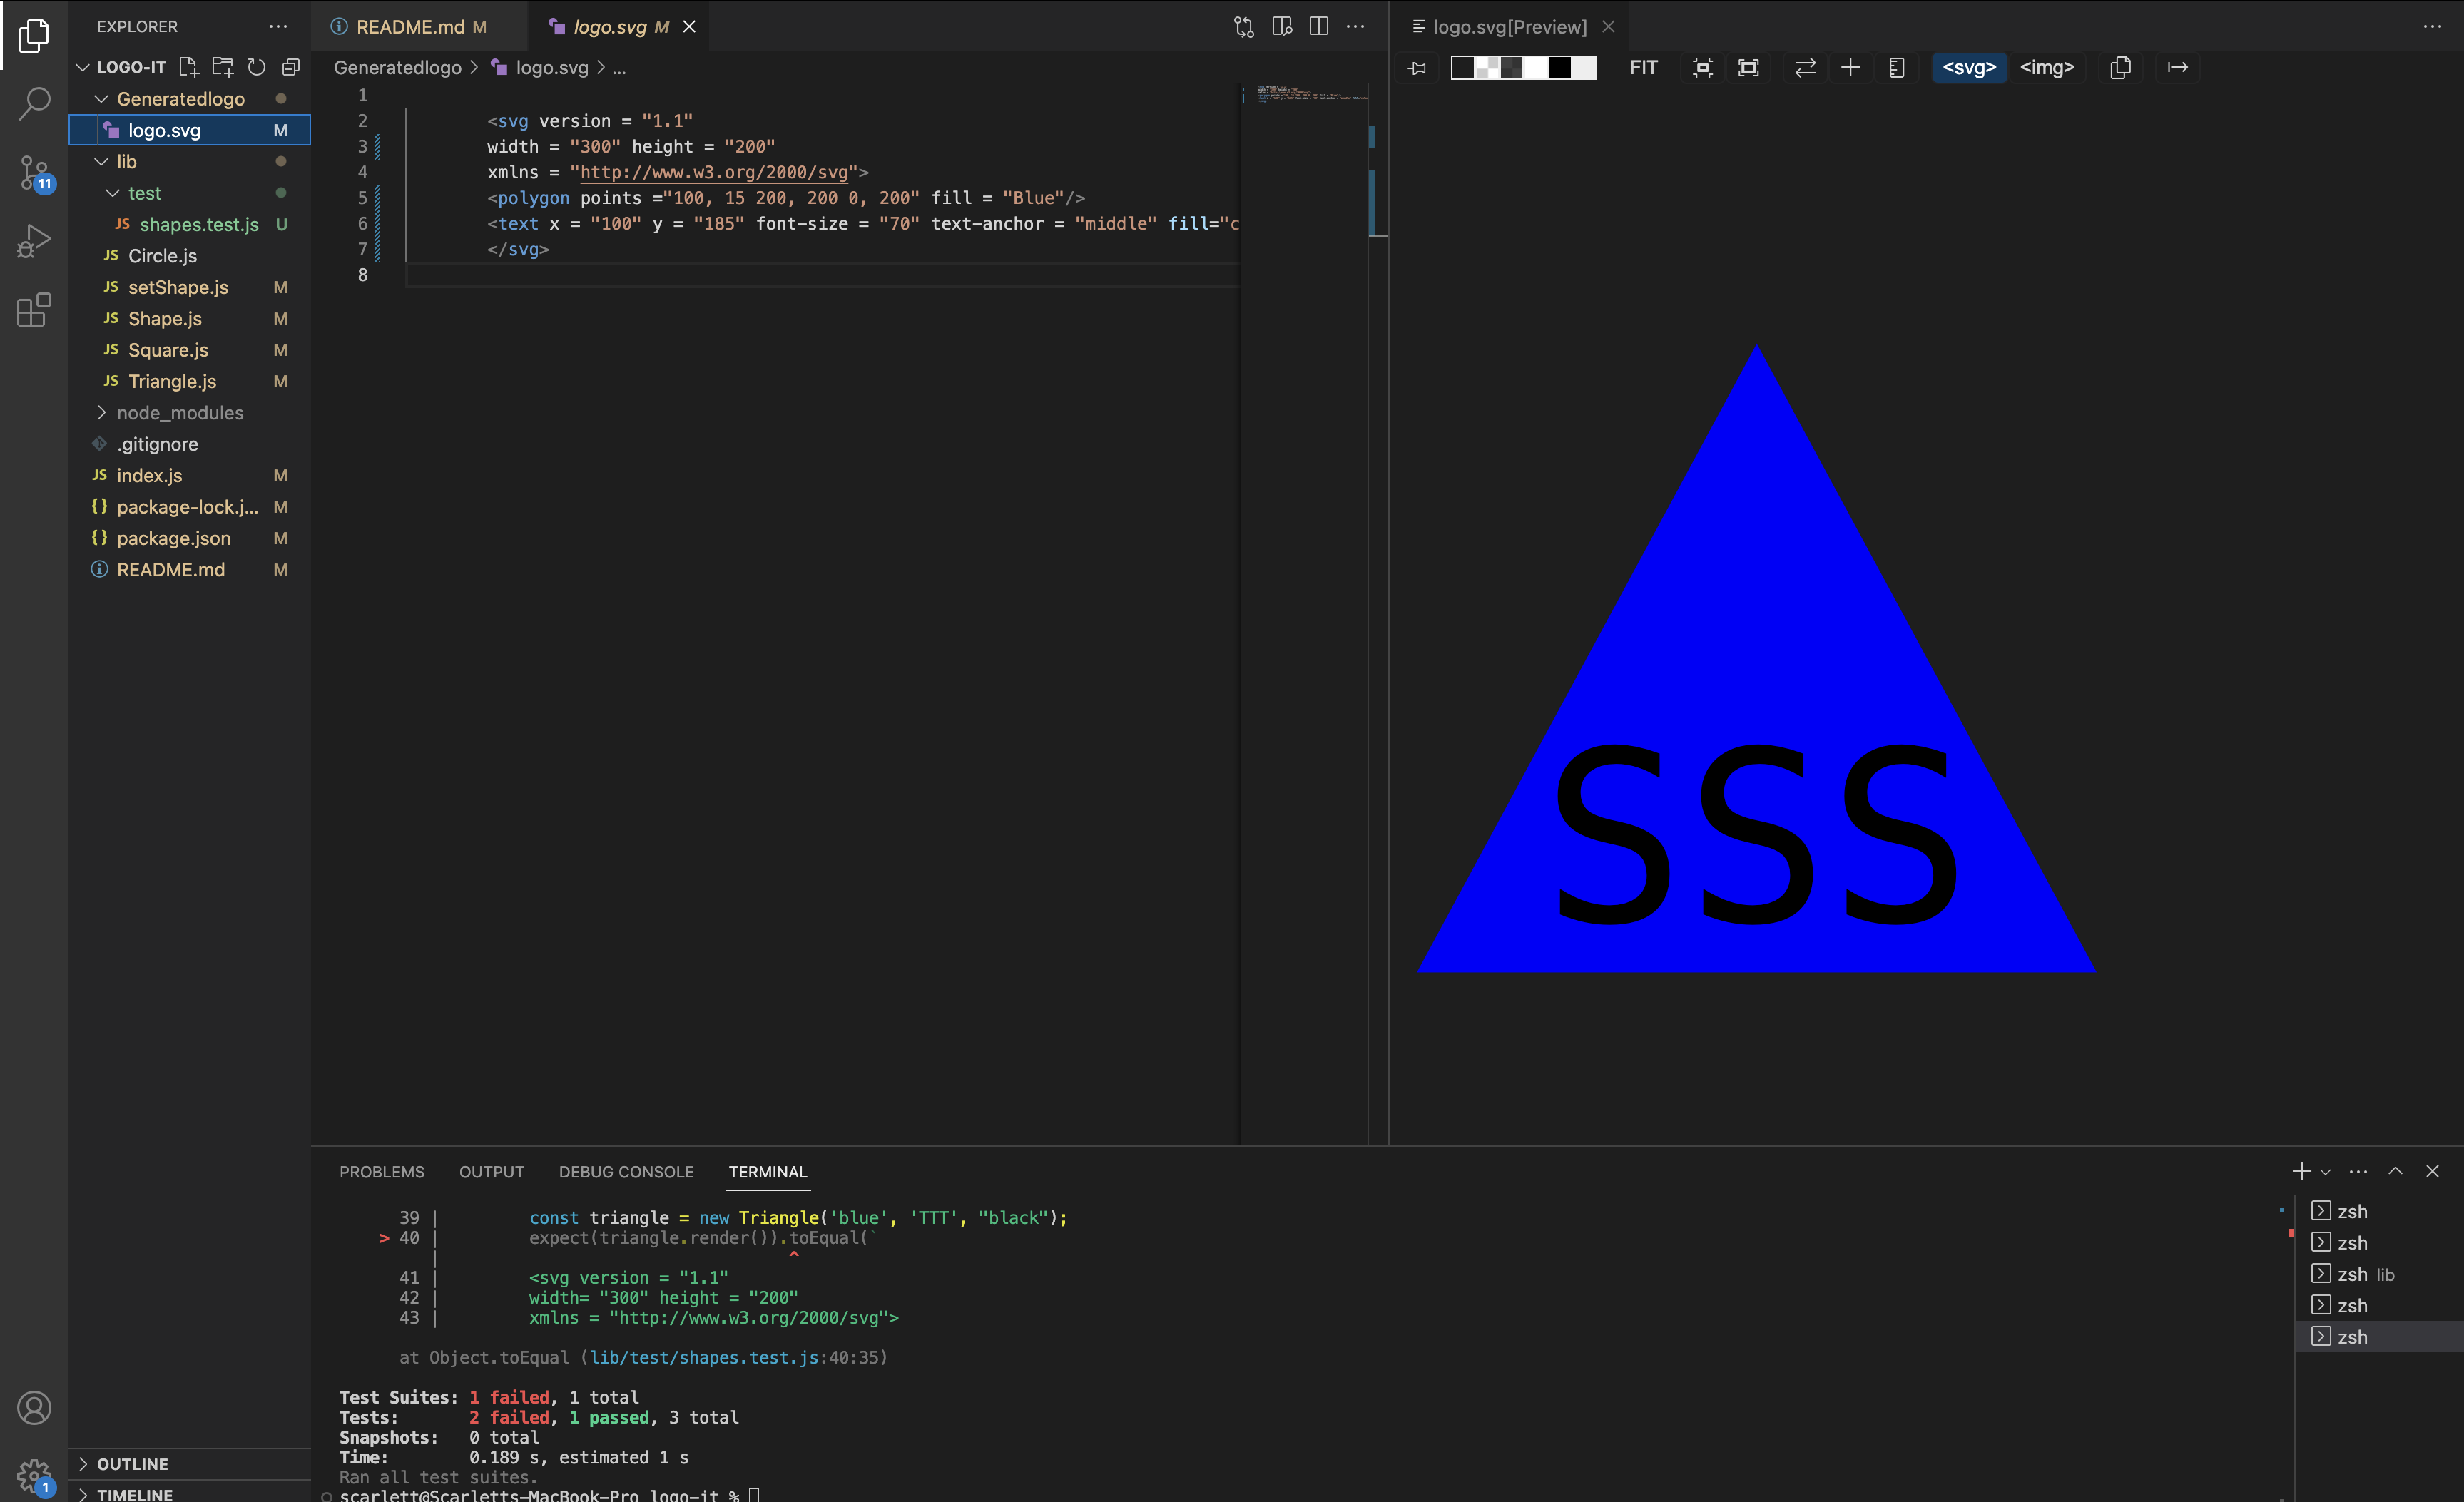 EXPLORER
LOGO-IT
Generatedlogo
logo.svg M
lib
test
JS shapes.test.js U
JS Circle.js
JS setShape.js M
JS Shape.js M
JS Square.js M
JS Triangle.js M
node_modules
.gitignore
JS index.js M
{} package-lock.j... M
{} package.json M
README.md M
OUTLINE
TIMELINE
11
1
README.md M
logo.svg M
Generatedlogo > logo.svg > ...
1
2 <svg version = "1.1"
3 width = "300" height = "200"
4 xmlns = "http://www.w3.org/2000/svg">
5 <polygon points ="100, 15 200, 200 0, 200" fill = "Blue"/>
6 <text x = "100" y = "185" font-size = "70" text-anchor = "middle" fill="c
7 </svg>
8
logo.svg[Preview]
FIT <svg> <img>
SSS
PROBLEMS OUTPUT DEBUG CONSOLE TERMINAL
39 | const triangle = new Triangle('blue', 'TTT', "black");
> 40 | expect(triangle.render()).toEqual(`
| ^
41 | <svg version = "1.1"
42 | width= "300" height = "200"
43 | xmlns = "http://www.w3.org/2000/svg">
at Object.toEqual (lib/test/shapes.test.js:40:35)
Test Suites: 1 failed, 1 total
Tests: 2 failed, 1 passed, 3 total
Snapshots: 0 total
Time: 0.189 s, estimated 1 s
Ran all test suites.
scarlett@Scarletts-MacBook-Pro logo-it %
zsh
zsh
zsh lib
zsh
zsh